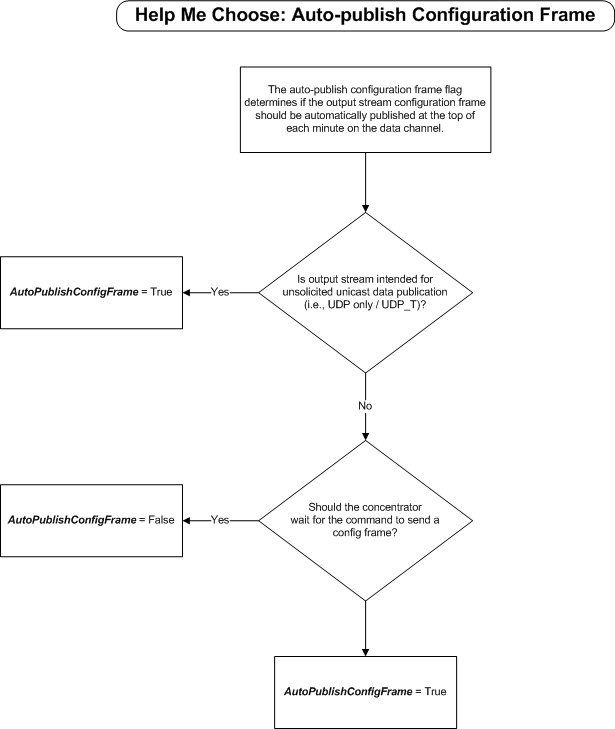 Help Me Choose: Auto-publish Configuration Frame
The auto-publish configuration frame flag
determines if the output stream configuration frame
should be automatically published at the top of
each minute on the data channel.
Is output stream intended for
unsolicited unicast data publication
(i.e., UDP only / UDP_T)?
Yes
AutoPublishConfigFrame = True
No
Should the concentrator
wait for the command to send a
config frame?
Yes
AutoPublishConfigFrame = False
AutoPublishConfigFrame = True